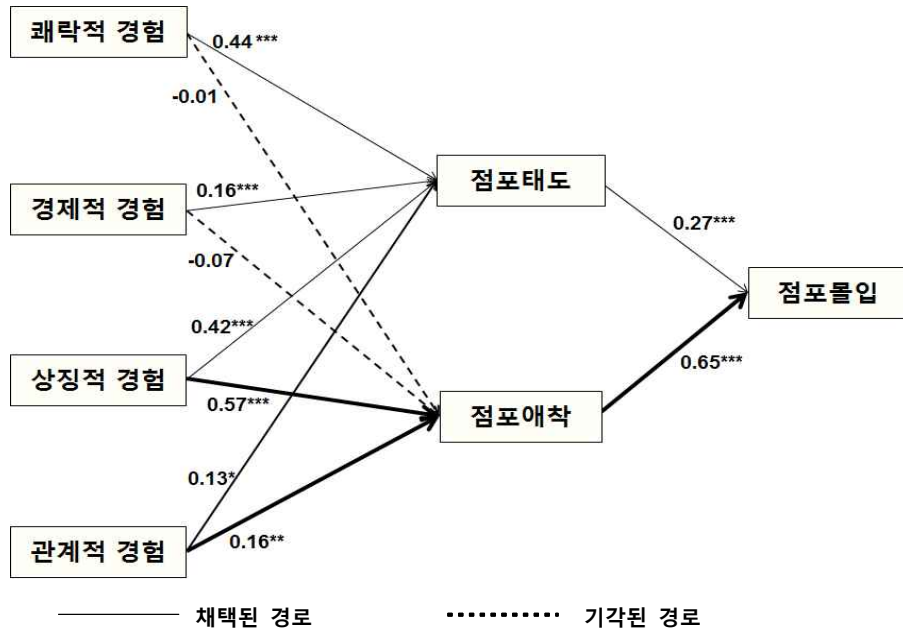 쾌락적 경험
0.44 ***
-0.01
점포태도
경제적 경험
0.16***
0.27***
-0.07
점포몰입
0.42***
상징적 경험
0.65***
0.57***
점포애착
0.13*
관계적 경험
0.16**
채택된 경로
기각된 경로